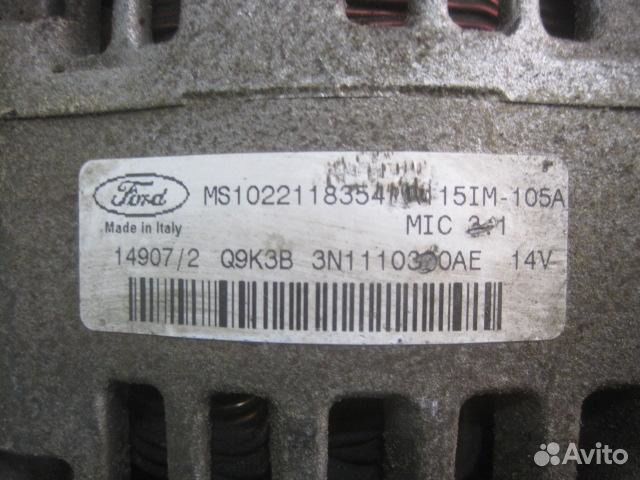 Ford
Made in Italy
MS1022118354 15IM-105A
MIC
14907/2 Q9K3B 14V
Avito